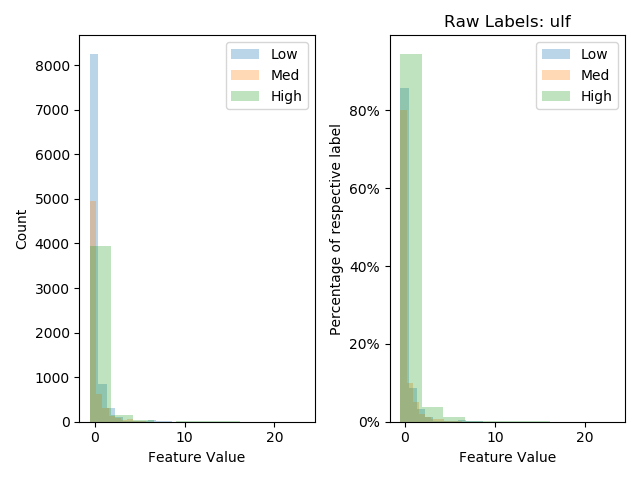 Raw Labels: ulf
Count
8000
7000
6000
5000
4000
3000
2000
1000
0
0
10
20
Feature Value
Low
Med
High
Percentage of respective label
80%
60%
40%
20%
0%
0
10
20
Feature Value
Low
Med
High